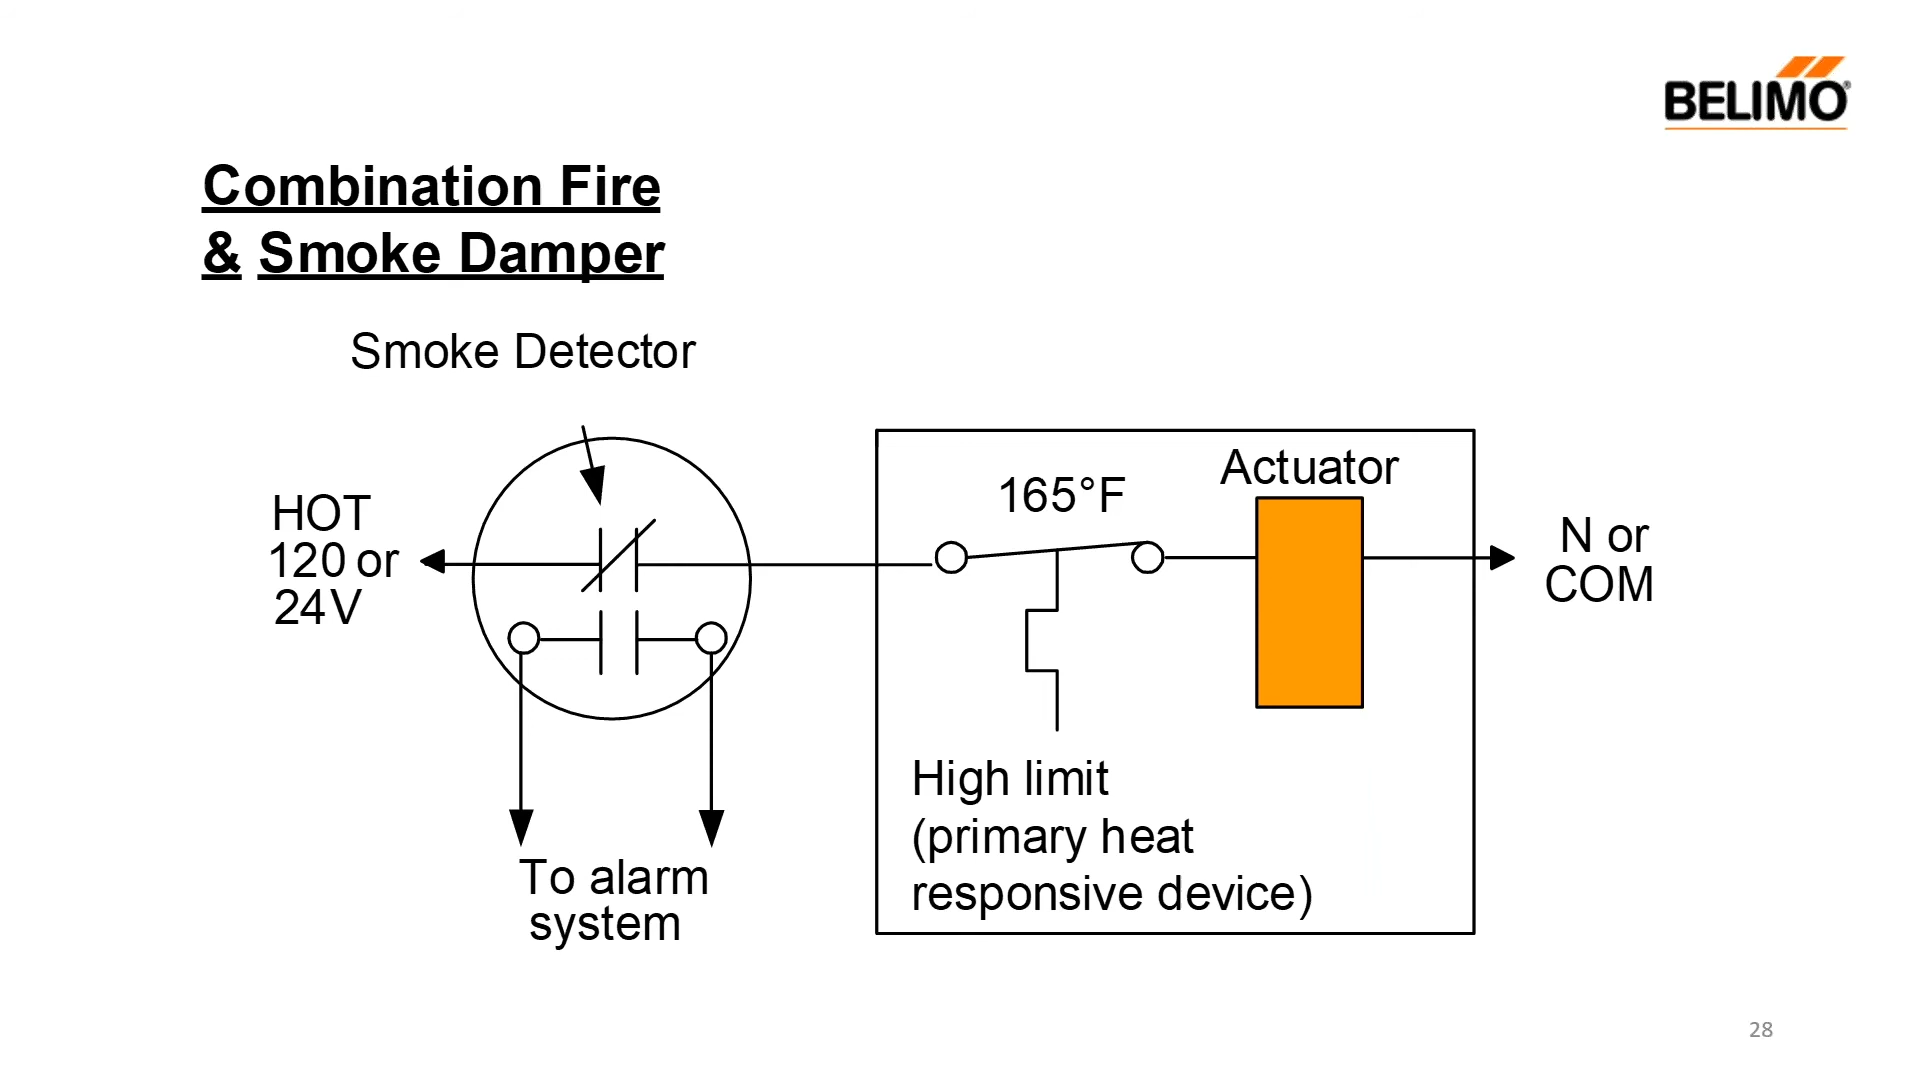 BELIMO®
Combination Fire
& Smoke Damper
Smoke Detector
HOT
120 or
24V
165°F
Actuator
N or
COM
High limit
(primary heat
responsive device)
To alarm
system
28